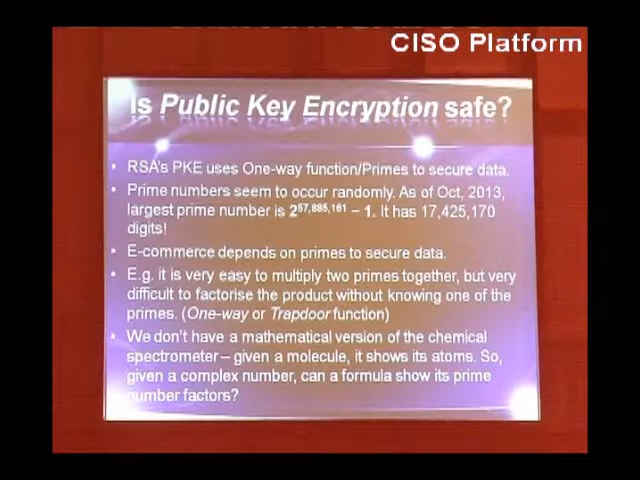 CISO Platform
Is Public Key Encryption safe?
• RSA's PKE uses One-way function/Primes to secure data.
• Prime numbers seem to occur randomly. As of Oct, 2013,
largest prime number is 2^57,885,161 – 1. It has 17,425,170
digits!
• E-commerce depends on primes to secure data.
• E.g. it is very easy to multiply two primes together, but very
difficult to factorise the product without knowing one of the
primes. (One-way or Trapdoor function)
• We don't have a mathematical version of the chemical
spectrometer – given a molecule, it shows its atoms. So,
given a complex number, can a formula show its prime
number factors?